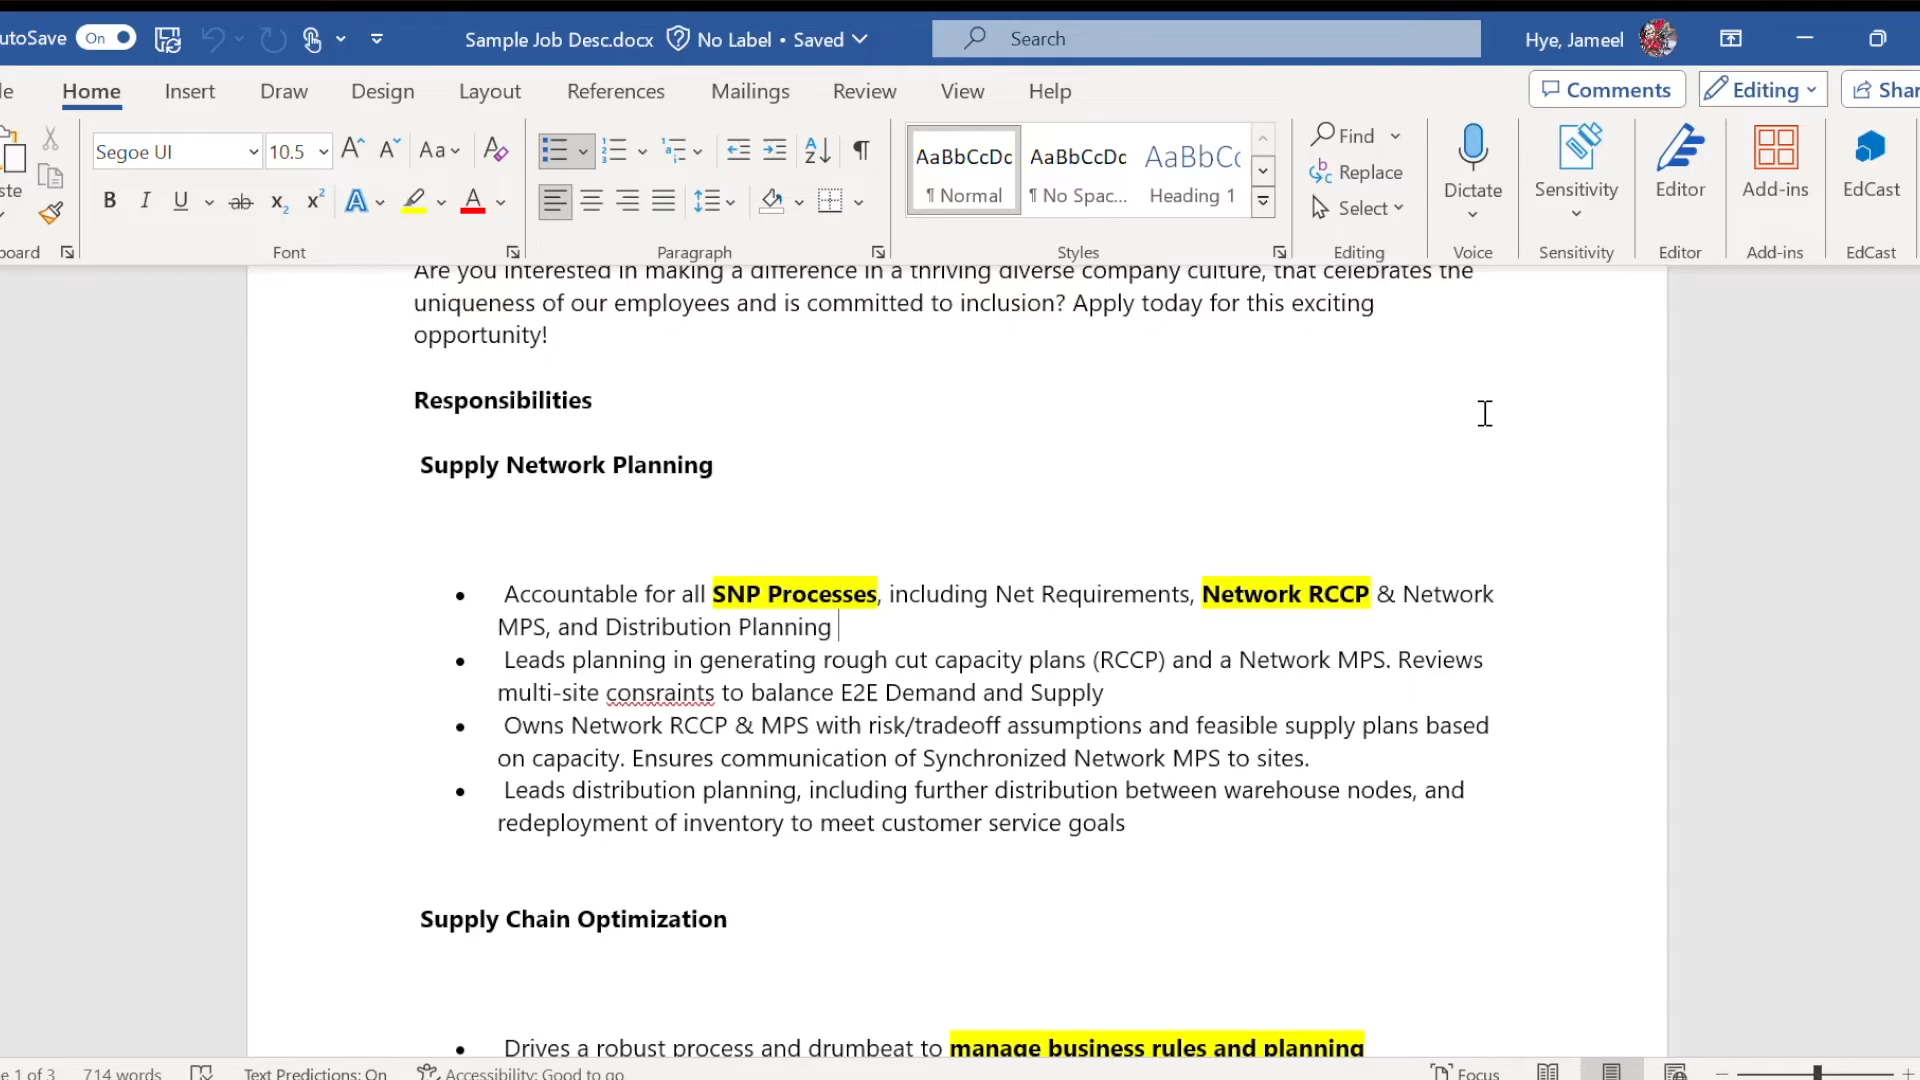 utoSave On Sample Job Desc.docx No Label • Saved Search Hye, Jameel
le Home Insert Draw Design Layout References Mailings Review View Help Comments Editing Shar
Segoe UI 10.5 A A Aa A AaBbCcDc AaBbCcDc AaBbCc Find
ste B I U ab x₂ x² A A ¶ Normal ¶ No Spac... Heading 1 Replace
Select
Dictate Sensitivity Editor Add-ins EdCast
board Font Paragraph Styles Editing Voice Sensitivity Editor Add-ins EdCast
Are you interested in making a difference in a thriving diverse company culture, that celebrates the
uniqueness of our employees and is committed to inclusion? Apply today for this exciting
opportunity!
Responsibilities
Supply Network Planning
• Accountable for all SNP Processes, including Net Requirements, Network RCCP & Network
MPS, and Distribution Planning
• Leads planning in generating rough cut capacity plans (RCCP) and a Network MPS. Reviews
multi-site consraints to balance E2E Demand and Supply
• Owns Network RCCP & MPS with risk/tradeoff assumptions and feasible supply plans based
on capacity. Ensures communication of Synchronized Network MPS to sites.
• Leads distribution planning, including further distribution between warehouse nodes, and
redeployment of inventory to meet customer service goals
Supply Chain Optimization
• Drives a robust process and drumbeat to manage business rules and planning
e 1 of 3 714 words Text Predictions: On Accessibility: Good to go Focus